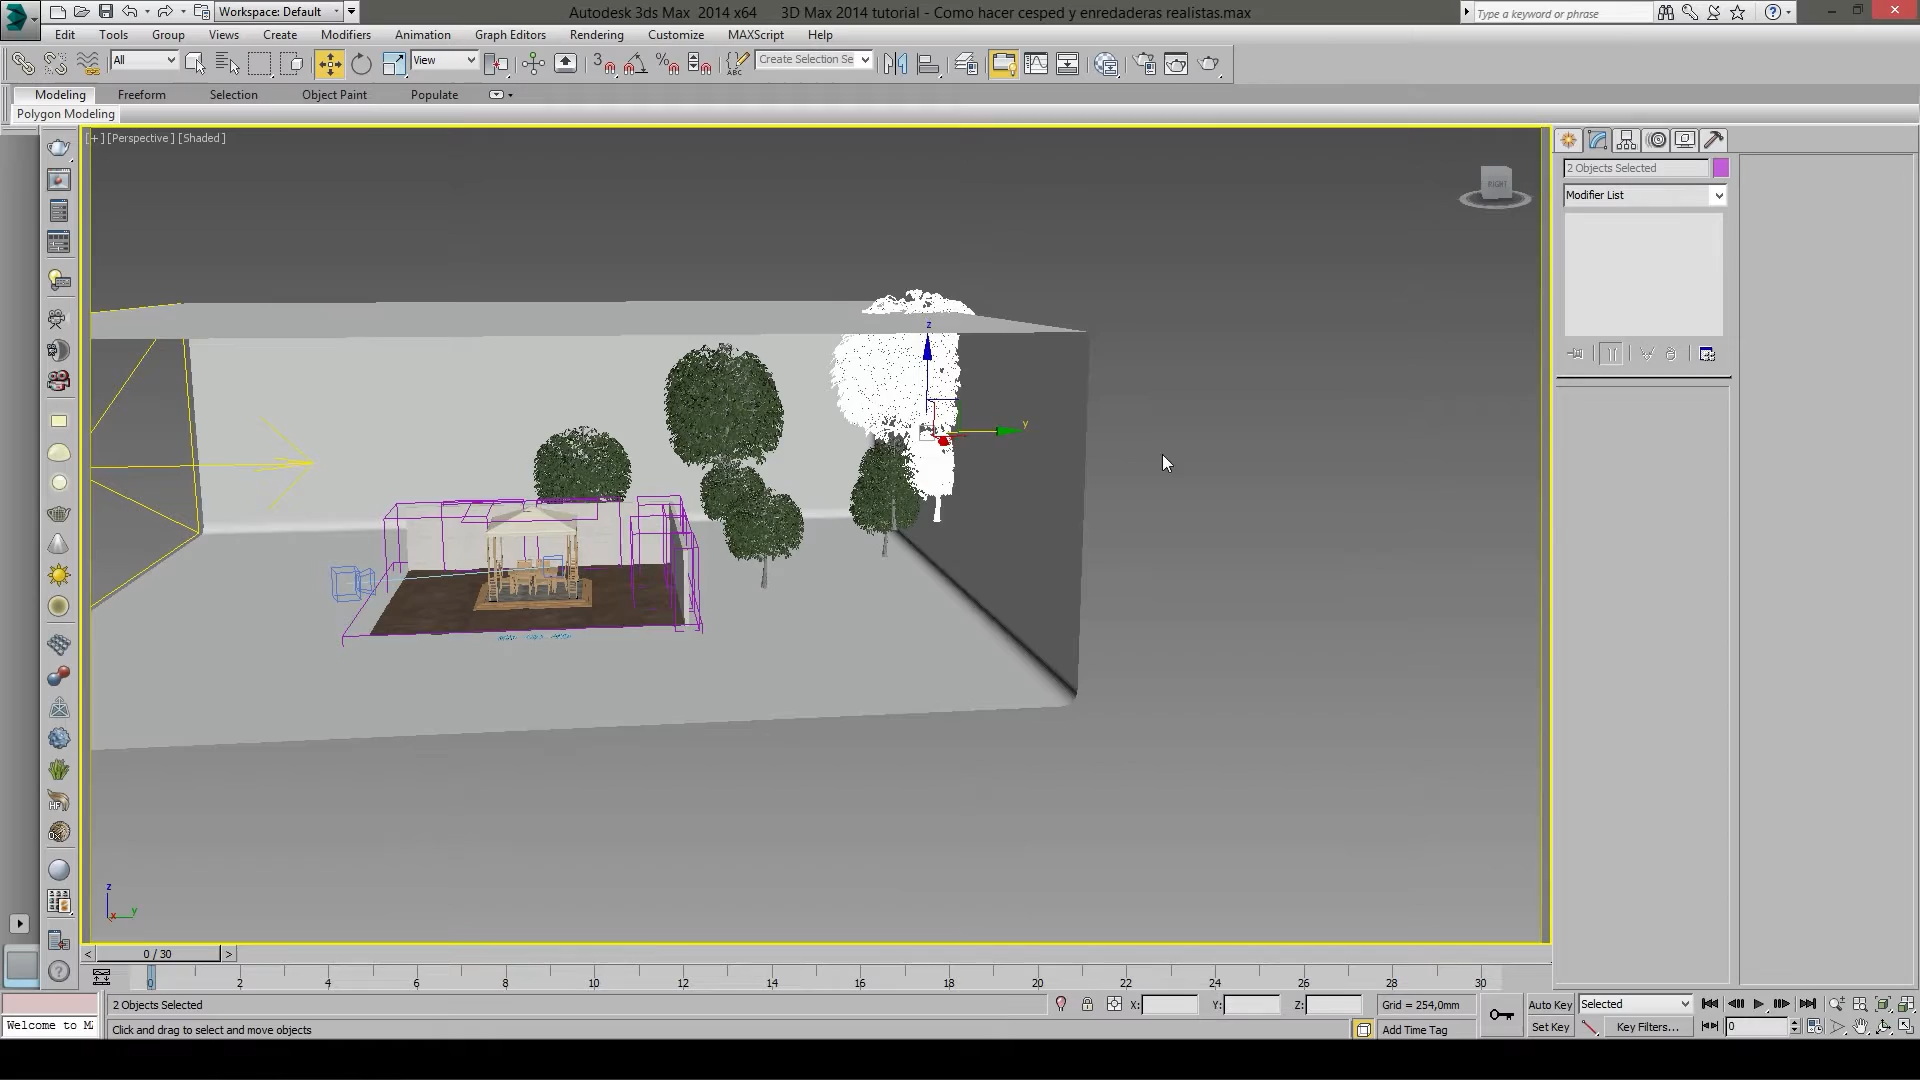 Workspace: Default
Autodesk 3ds Max 2014 x64 3D Max 2014 tutorial - Como hacer cesped y enredaderas realistas.max
Type a keyword or phrase
Edit Tools Group Views Create Modifiers Animation Graph Editors Rendering Customize MAXScript Help
All View Create Selection Se
Modeling Freeform Selection Object Paint Populate
Polygon Modeling
[+] [Perspective] [Shaded]
RIGHT
2 Objects Selected
Modifier List
z
y
z
x y
< 0 / 30 >
0 2 4 6 8 10 12 14 16 18 20 22 24 26 28 30
2 Objects Selected X: Y: Z: Grid = 254,0mm Auto Key Selected
Welcome to M
Click and drag to select and move objects Add Time Tag Set Key Key Filters... 0